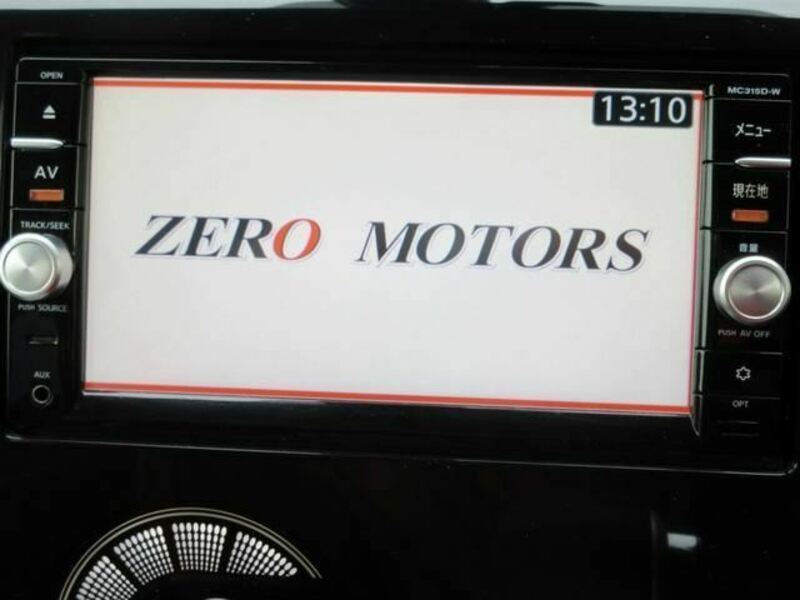 OPEN
MC315D-W
13:10
メニュー
AV
現在地
TRACK/SEEK
ZERO MOTORS
音量
PUSH SOURCE
PUSH AV OFF
AUX
OPT